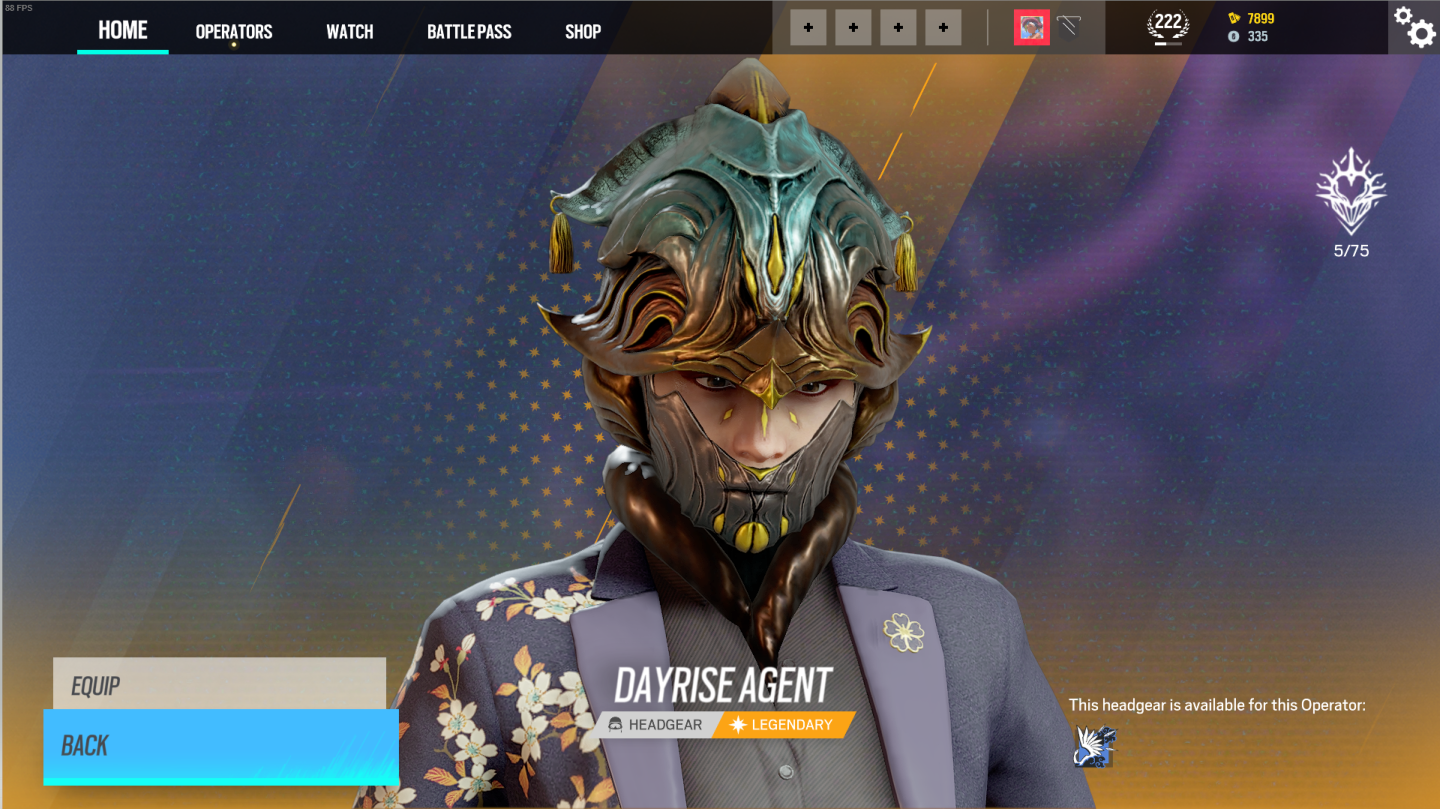 88 FPS
HOME
OPERATORS
WATCH
BATTLE PASS
SHOP
222
7899
335
5/75
EQUIP
BACK
DAYRISE AGENT
HEADGEAR
LEGENDARY
This headgear is available for this Operator: